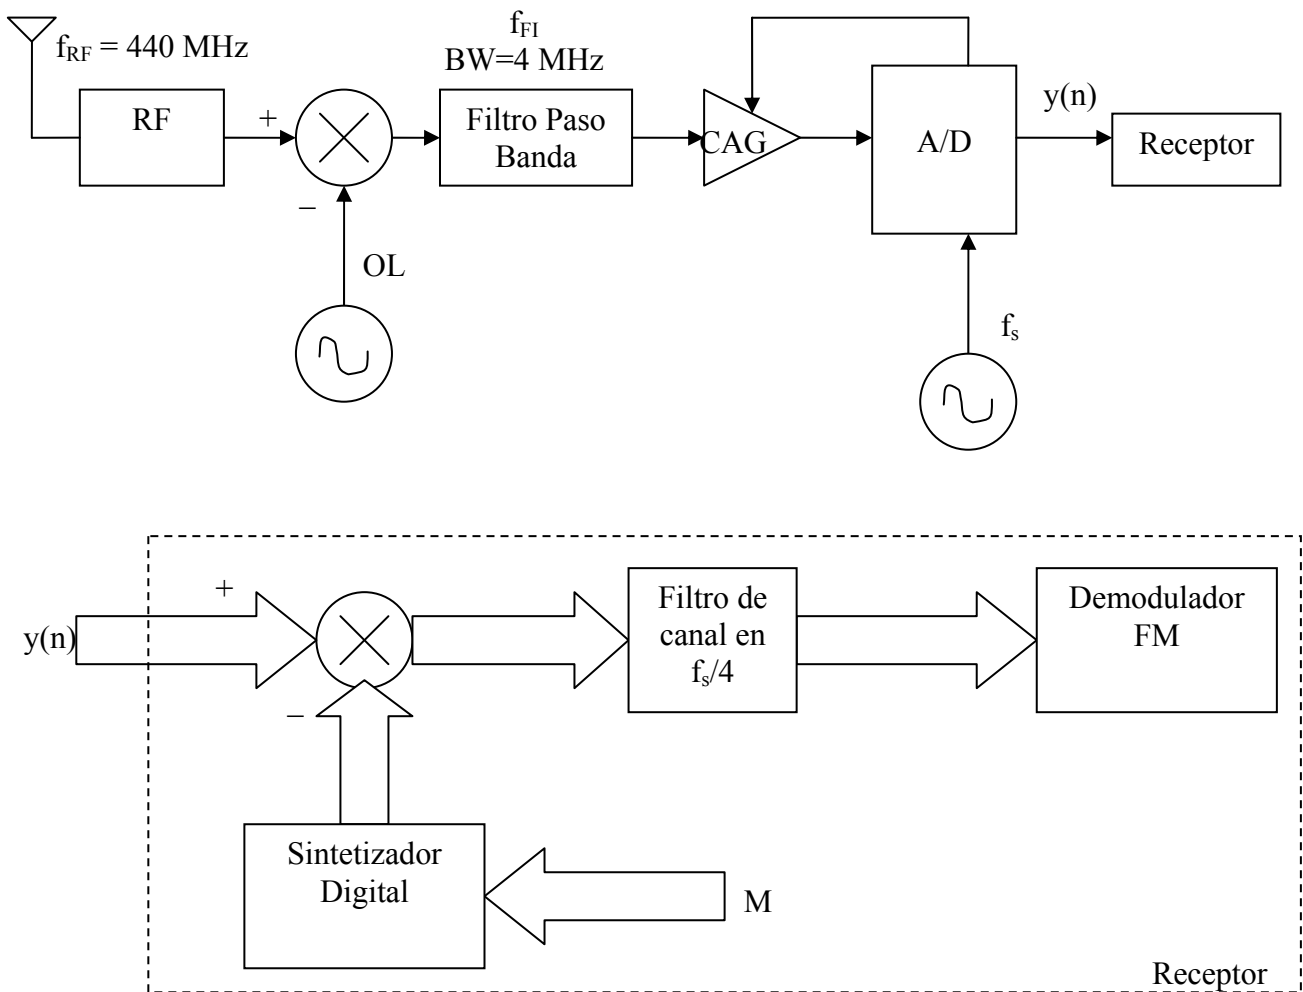 f_RF = 440 MHz
f_FI
BW=4 MHz
RF
+
Filtro Paso
Banda
CAG
A/D
y(n)
Receptor
–
OL
f_s
+
y(n)
Filtro de
canal en
f_s/4
Demodulador
FM
–
Sintetizador
Digital
M
Receptor